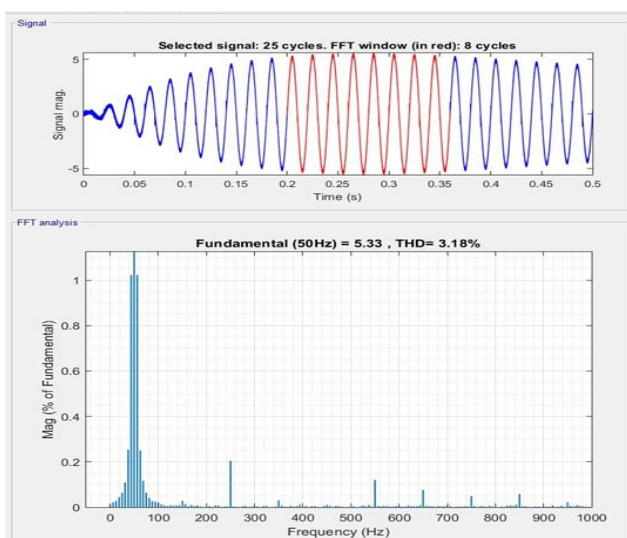 Signal
Selected signal: 25 cycles. FFT window (in red): 8 cycles
Signal mag.
5
0
-5
0 0.05 0.1 0.15 0.2 0.25 0.3 0.35 0.4 0.45 0.5
Time (s)
FFT analysis
Fundamental (50Hz) = 5.33 , THD= 3.18%
Mag (% of Fundamental)
1
0.8
0.6
0.4
0.2
0
0 100 200 300 400 500 600 700 800 900 1000
Frequency (Hz)